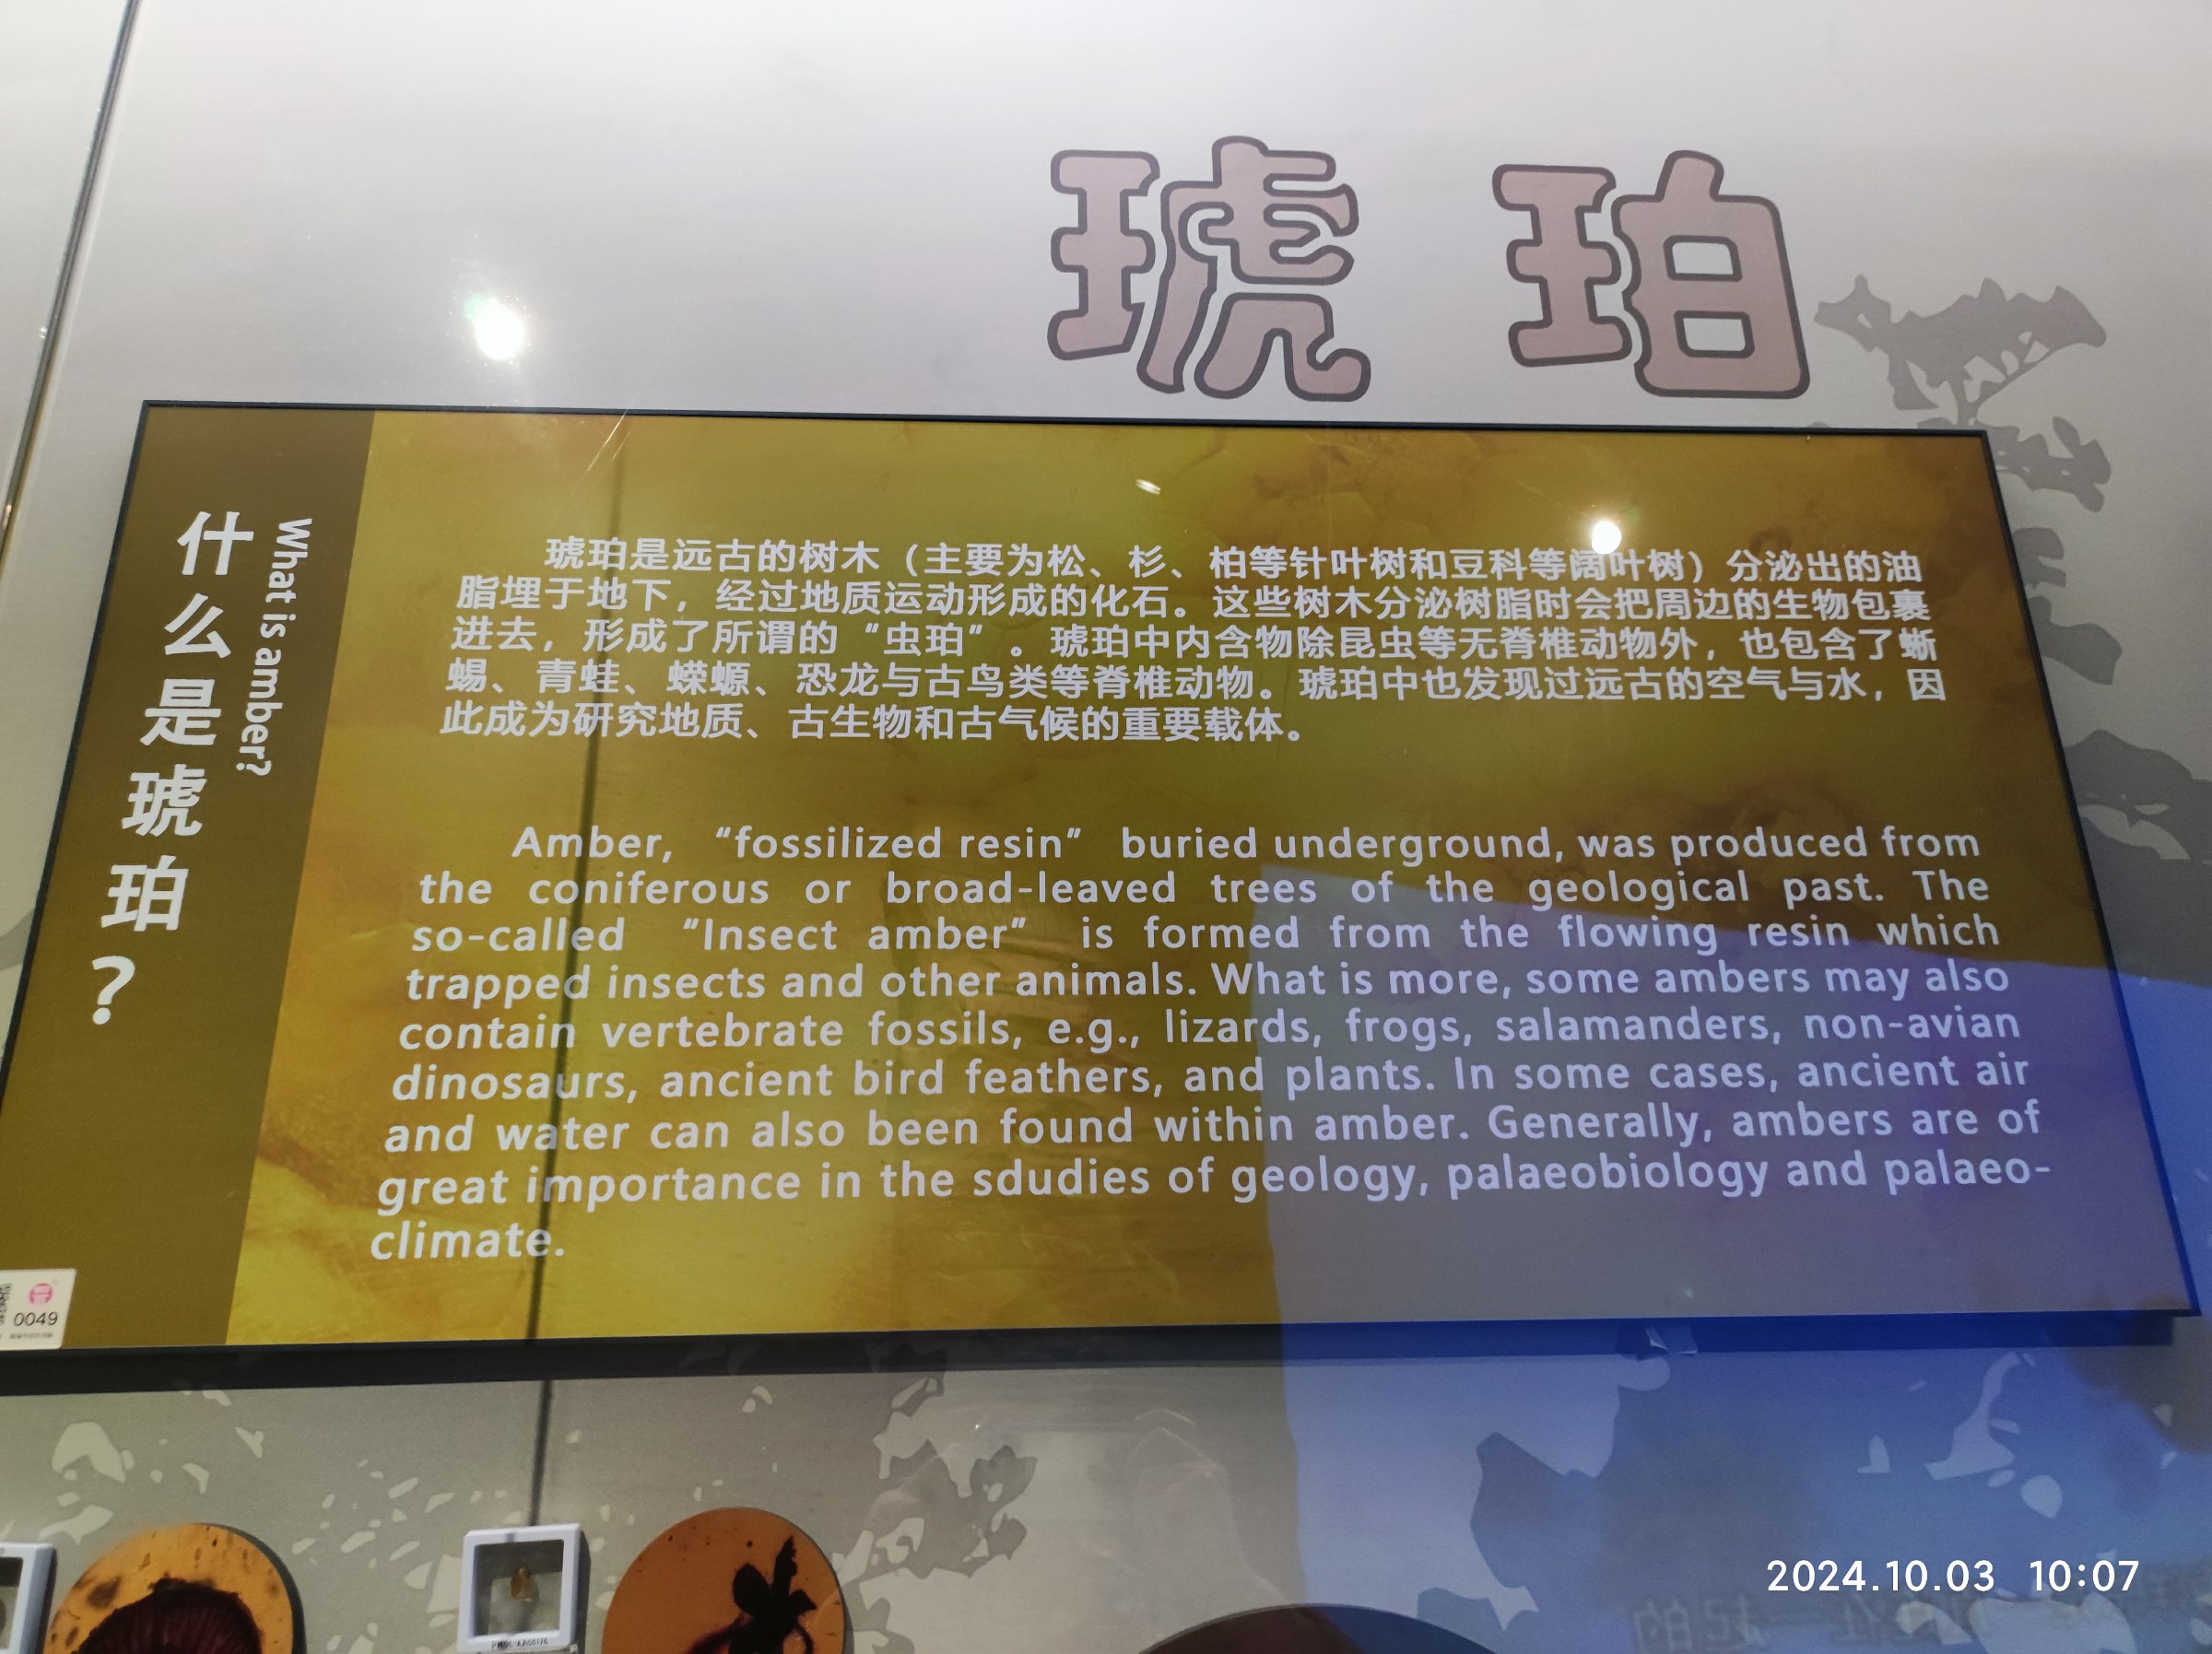 琥珀
什么是琥珀？
What is amber?
琥珀是远古的树木（主要为松、杉、柏等针叶树和豆科等阔叶树）分泌出的油
脂埋于地下，经过地质运动形成的化石。这些树木分泌树脂时会把周边的生物包裹
进去，形成了所谓的“虫珀”。琥珀中内含物除昆虫等无脊椎动物外，也包含了蜥
蜴、青蛙、蝾螈、恐龙与古鸟类等脊椎动物。琥珀中也发现过远古的空气与水，因
此成为研究地质、古生物和古气候的重要载体。
Amber, “fossilized resin” buried underground, was produced from
the coniferous or broad-leaved trees of the geological past. The
so-called “Insect amber” is formed from the flowing resin which
trapped insects and other animals. What is more, some ambers may also
contain vertebrate fossils, e.g., lizards, frogs, salamanders, non-avian
dinosaurs, ancient bird feathers, and plants. In some cases, ancient air
and water can also been found within amber. Generally, ambers are of
great importance in the sdudies of geology, palaeobiology and palaeo-
climate.
0049
2024.10.03 10:07